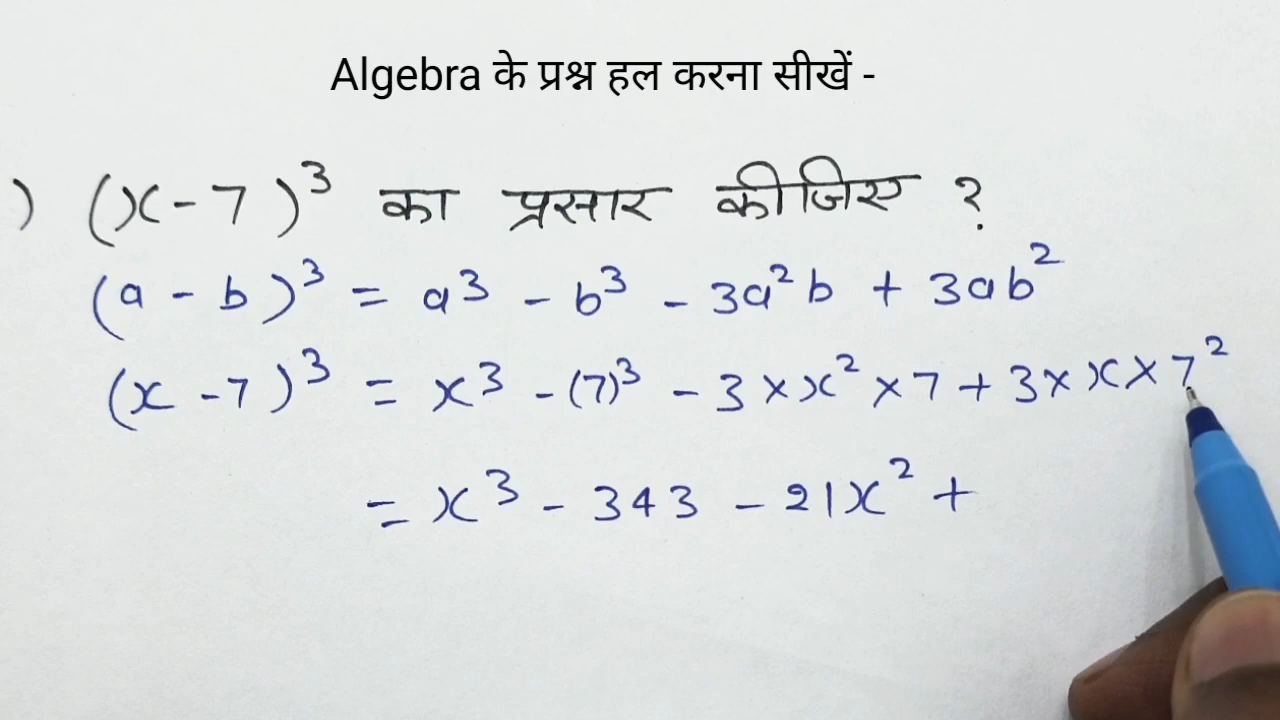 Algebra के प्रश्न हल करना सीखें -
) (x - 7)³ का प्रसार कीजिए ?
(a - b)³ = a³ - b³ - 3a²b + 3ab²
(x - 7)³ = x³ - (7)³ - 3 × x² × 7 + 3 × x × 7²
= x³ - 343 - 21x² +